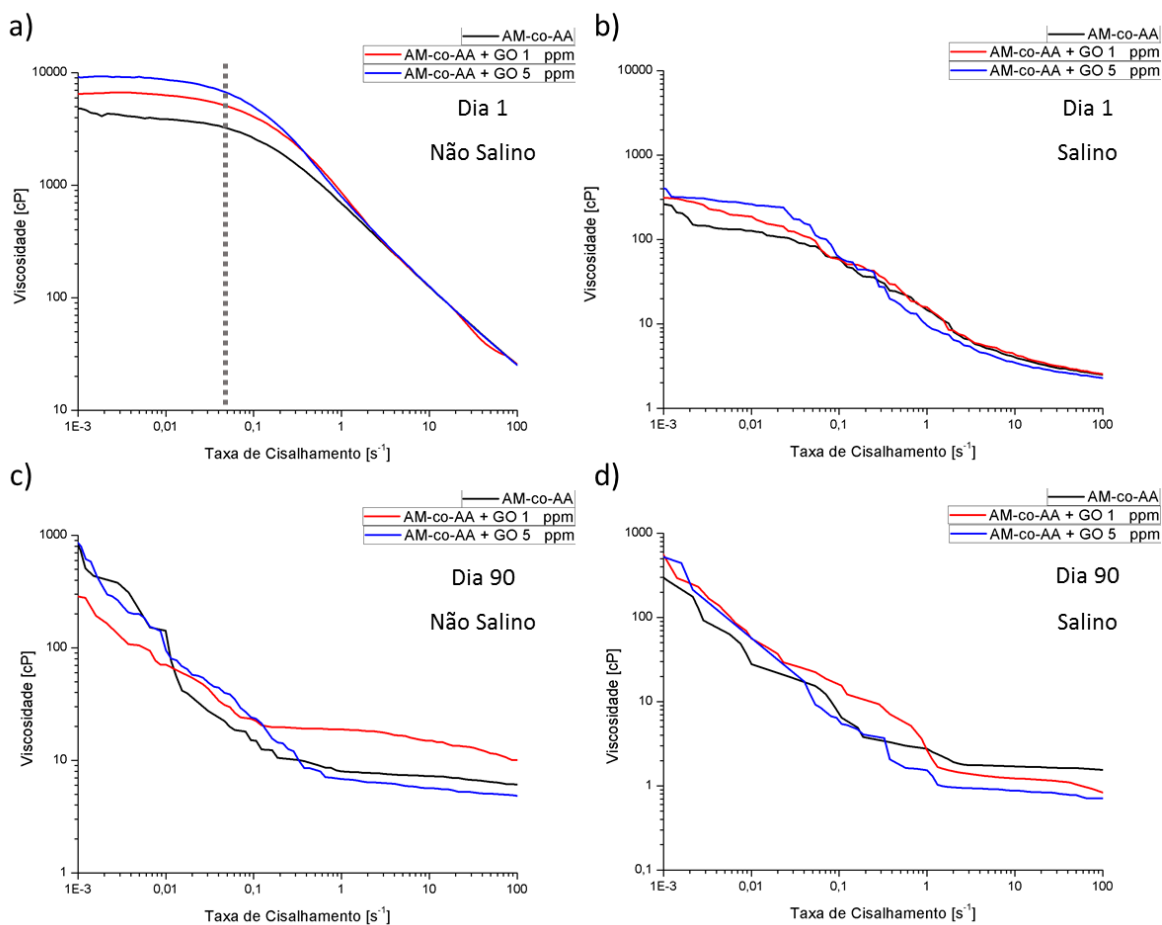 a)
AM-co-AA
AM-co-AA + GO 1 ppm
AM-co-AA + GO 5 ppm
Dia 1
Não Salino
10000
1000
100
10
Viscosidade [cP]
1E-3 0,01 0,1 1 10 100
Taxa de Cisalhamento [s⁻¹]
b)
AM-co-AA
AM-co-AA + GO 1 ppm
AM-co-AA + GO 5 ppm
Dia 1
Salino
10000
1000
100
10
1
Viscosidade [cP]
1E-3 0,01 0,1 1 10 100
Taxa de Cisalhamento [s⁻¹]
c)
AM-co-AA
AM-co-AA + GO 1 ppm
AM-co-AA + GO 5 ppm
Dia 90
Não Salino
1000
100
10
1
Viscosidade [cP]
1E-3 0,01 0,1 1 10 100
Taxa de Cisalhamento [s⁻¹]
d)
AM-co-AA
AM-co-AA + GO 1 ppm
AM-co-AA + GO 5 ppm
Dia 90
Salino
1000
100
10
1
0,1
Viscosidade [cP]
1E-3 0,01 0,1 1 10 100
Taxa de Cisalhamento [s⁻¹]